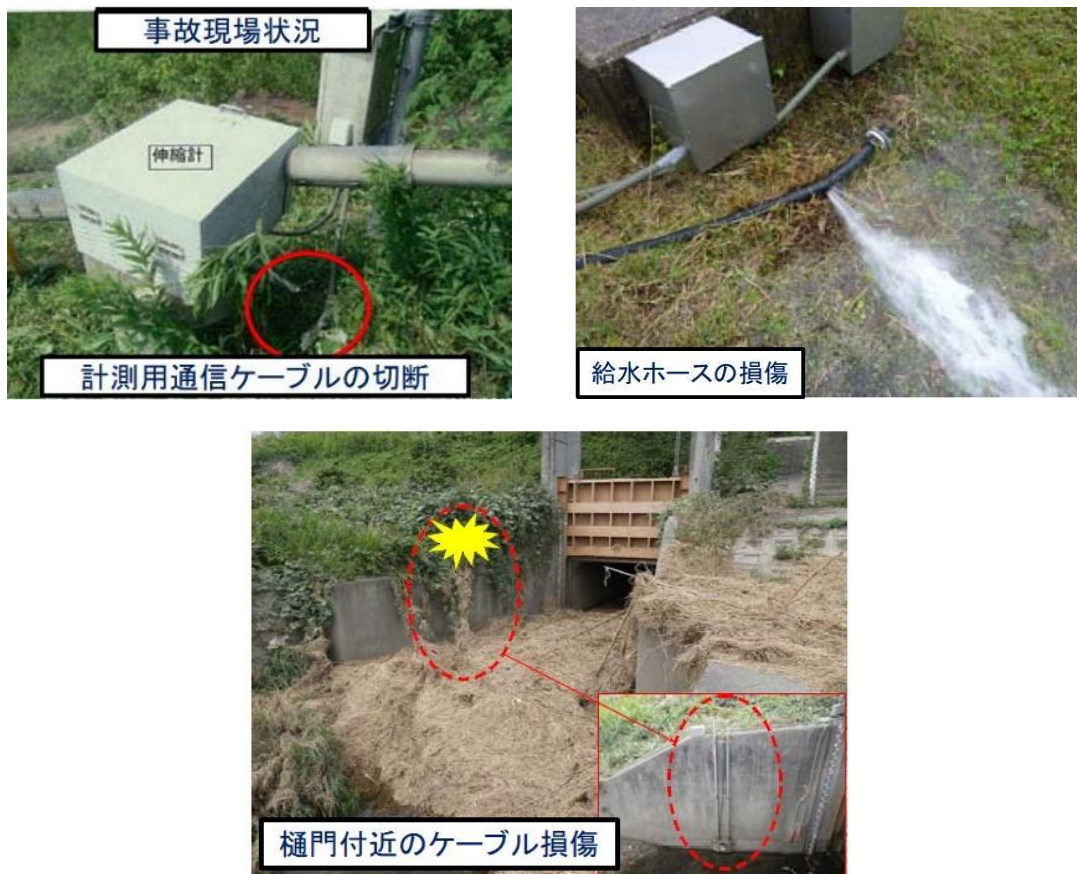 事故現場状況
伸縮計
計測用通信ケーブルの切断
給水ホースの損傷
樋門付近のケーブル損傷